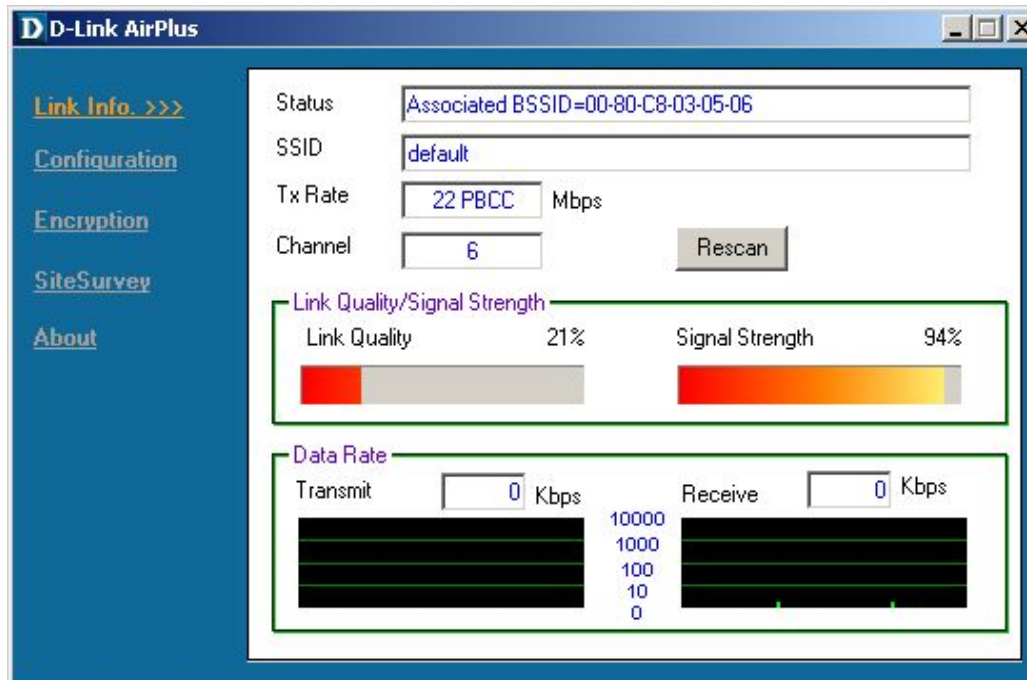 D D-Link AirPlus
Link Info. >>>
Configuration
Encryption
SiteSurvey
About
Status Associated BSSID=00-80-C8-03-05-06
SSID default
Tx Rate 22 PBCC Mbps
Channel 6 Rescan
Link Quality/Signal Strength
Link Quality 21% Signal Strength 94%
Data Rate
Transmit 0 Kbps Receive 0 Kbps
10000
1000
100
10
0